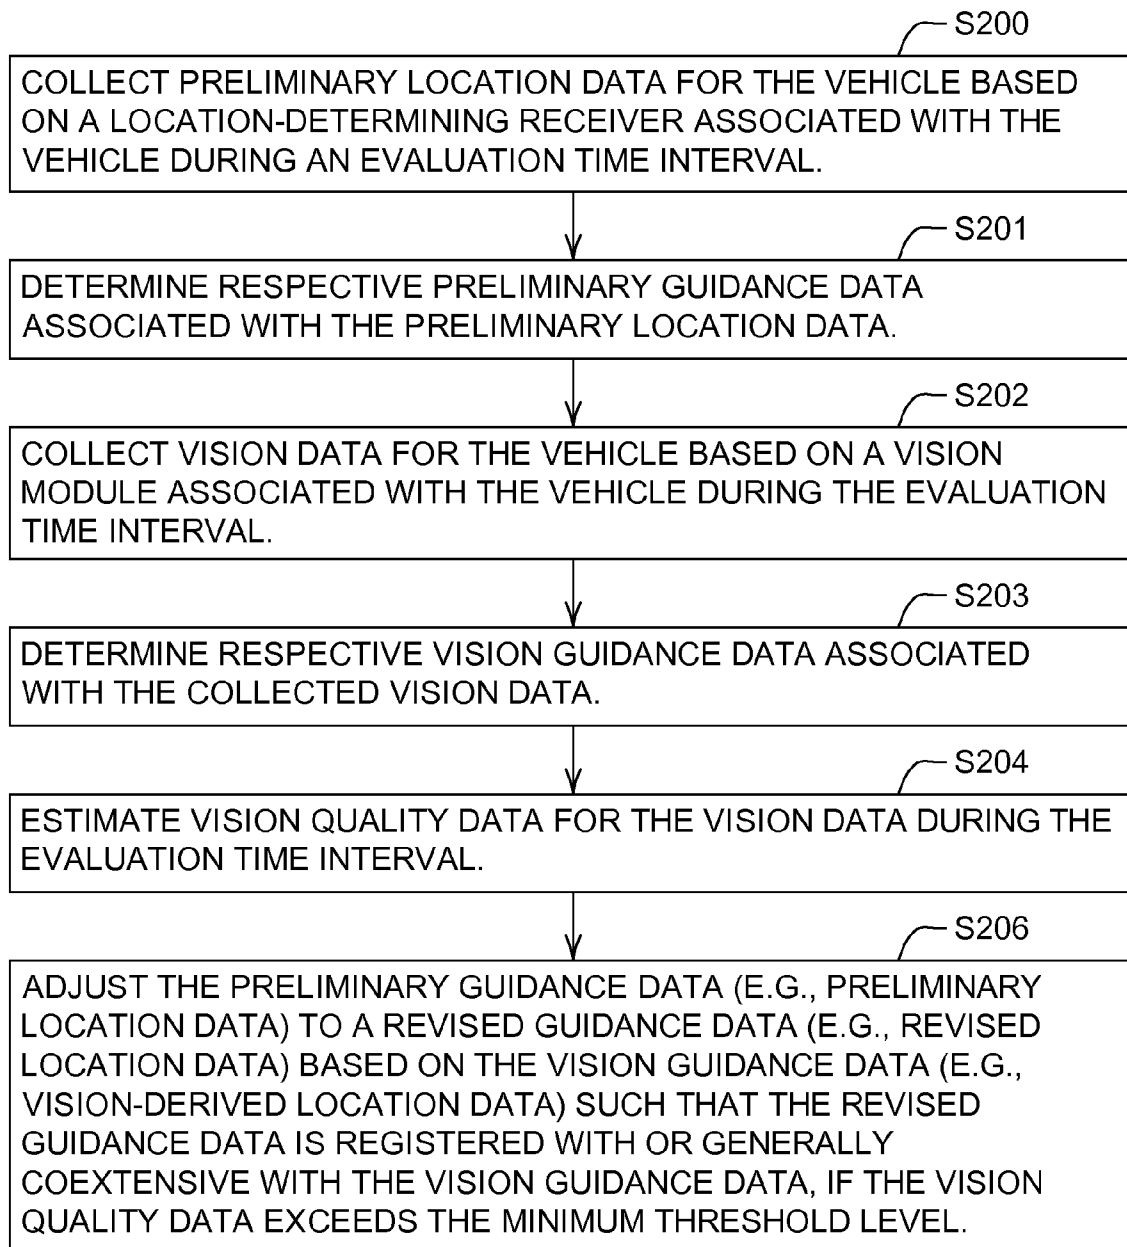 S200
COLLECT PRELIMINARY LOCATION DATA FOR THE VEHICLE BASED
ON A LOCATION-DETERMINING RECEIVER ASSOCIATED WITH THE
VEHICLE DURING AN EVALUATION TIME INTERVAL.
S201
DETERMINE RESPECTIVE PRELIMINARY GUIDANCE DATA
ASSOCIATED WITH THE PRELIMINARY LOCATION DATA.
S202
COLLECT VISION DATA FOR THE VEHICLE BASED ON A VISION
MODULE ASSOCIATED WITH THE VEHICLE DURING THE EVALUATION
TIME INTERVAL.
S203
DETERMINE RESPECTIVE VISION GUIDANCE DATA ASSOCIATED
WITH THE COLLECTED VISION DATA.
S204
ESTIMATE VISION QUALITY DATA FOR THE VISION DATA DURING THE
EVALUATION TIME INTERVAL.
S206
ADJUST THE PRELIMINARY GUIDANCE DATA (E.G., PRELIMINARY
LOCATION DATA) TO A REVISED GUIDANCE DATA (E.G., REVISED
LOCATION DATA) BASED ON THE VISION GUIDANCE DATA (E.G.,
VISION-DERIVED LOCATION DATA) SUCH THAT THE REVISED
GUIDANCE DATA IS REGISTERED WITH OR GENERALLY
COEXTENSIVE WITH THE VISION GUIDANCE DATA, IF THE VISION
QUALITY DATA EXCEEDS THE MINIMUM THRESHOLD LEVEL.